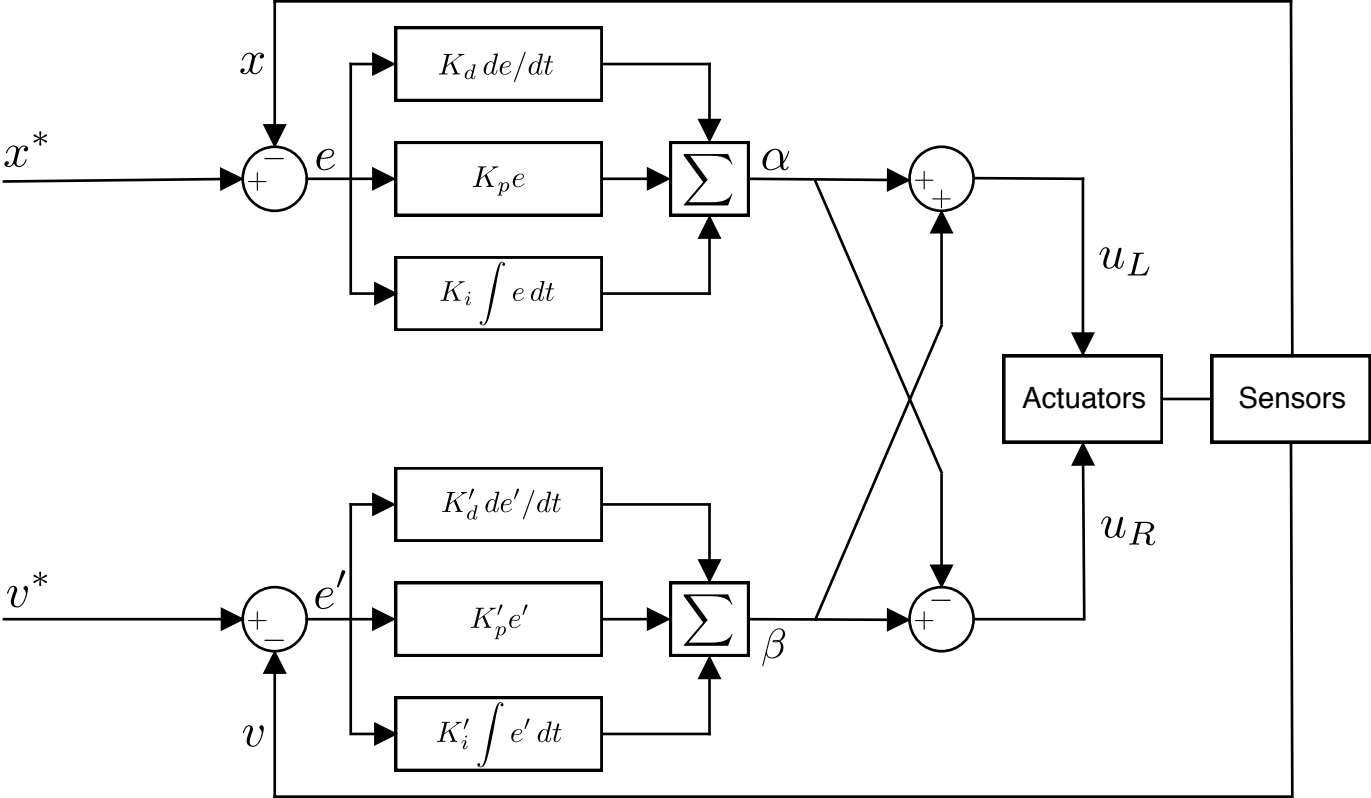 x
K_d de/dt
x*
−
+
e
K_p e
∑
α
+
+
K_i ∫ e dt
u_L
Actuators
Sensors
K′_d de′/dt
u_R
v*
e′
+
−
K′_p e′
∑
β
−
+
v
K′_i ∫ e′ dt